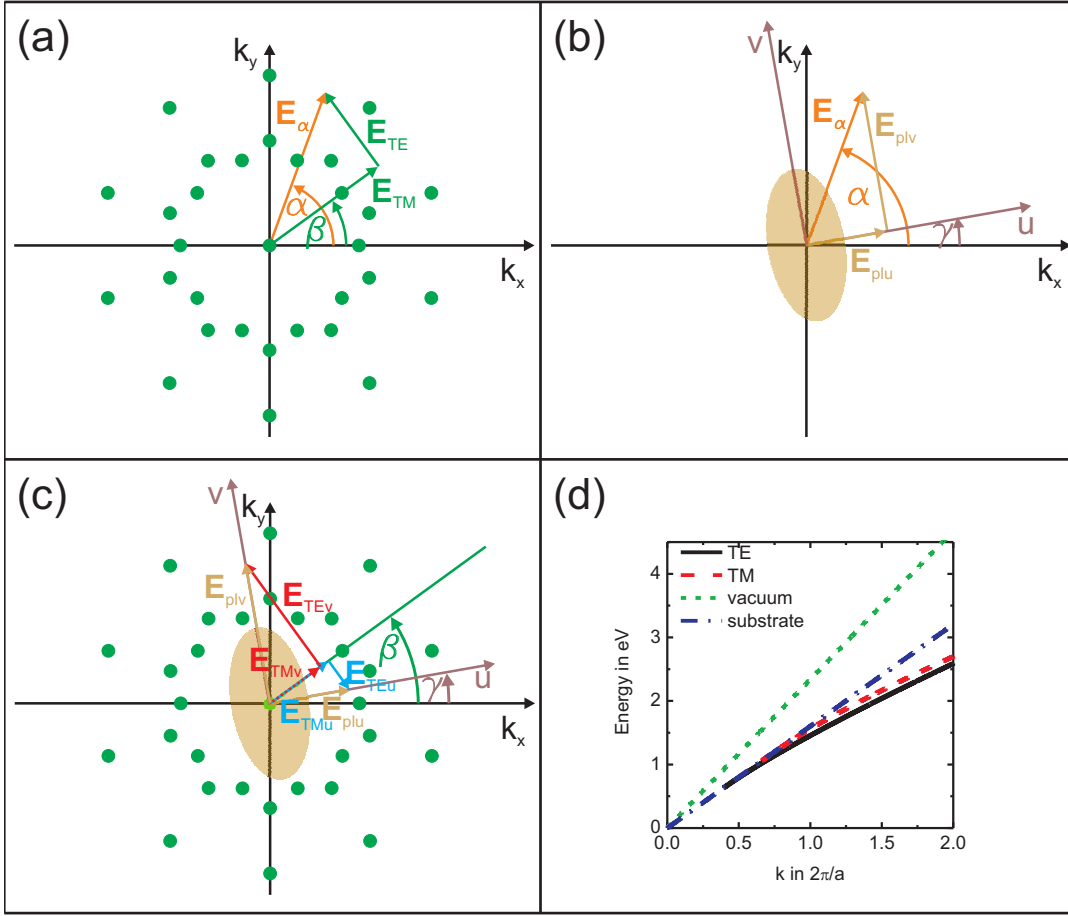 (a)
k_y
E_α
E_TE
E_TM
α
β
k_x
(b)
v
k_y
E_α
E_plv
α
γ
u
E_plu
k_x
(c)
v
k_y
E_plv
E_TEv
β
E_TMv
E_TEu
γ
u
E_TMu
E_plu
k_x
(d)
Energy in eV
4
3
2
1
0
TE
TM
vacuum
substrate
0.0 0.5 1.0 1.5 2.0
k in 2π/a